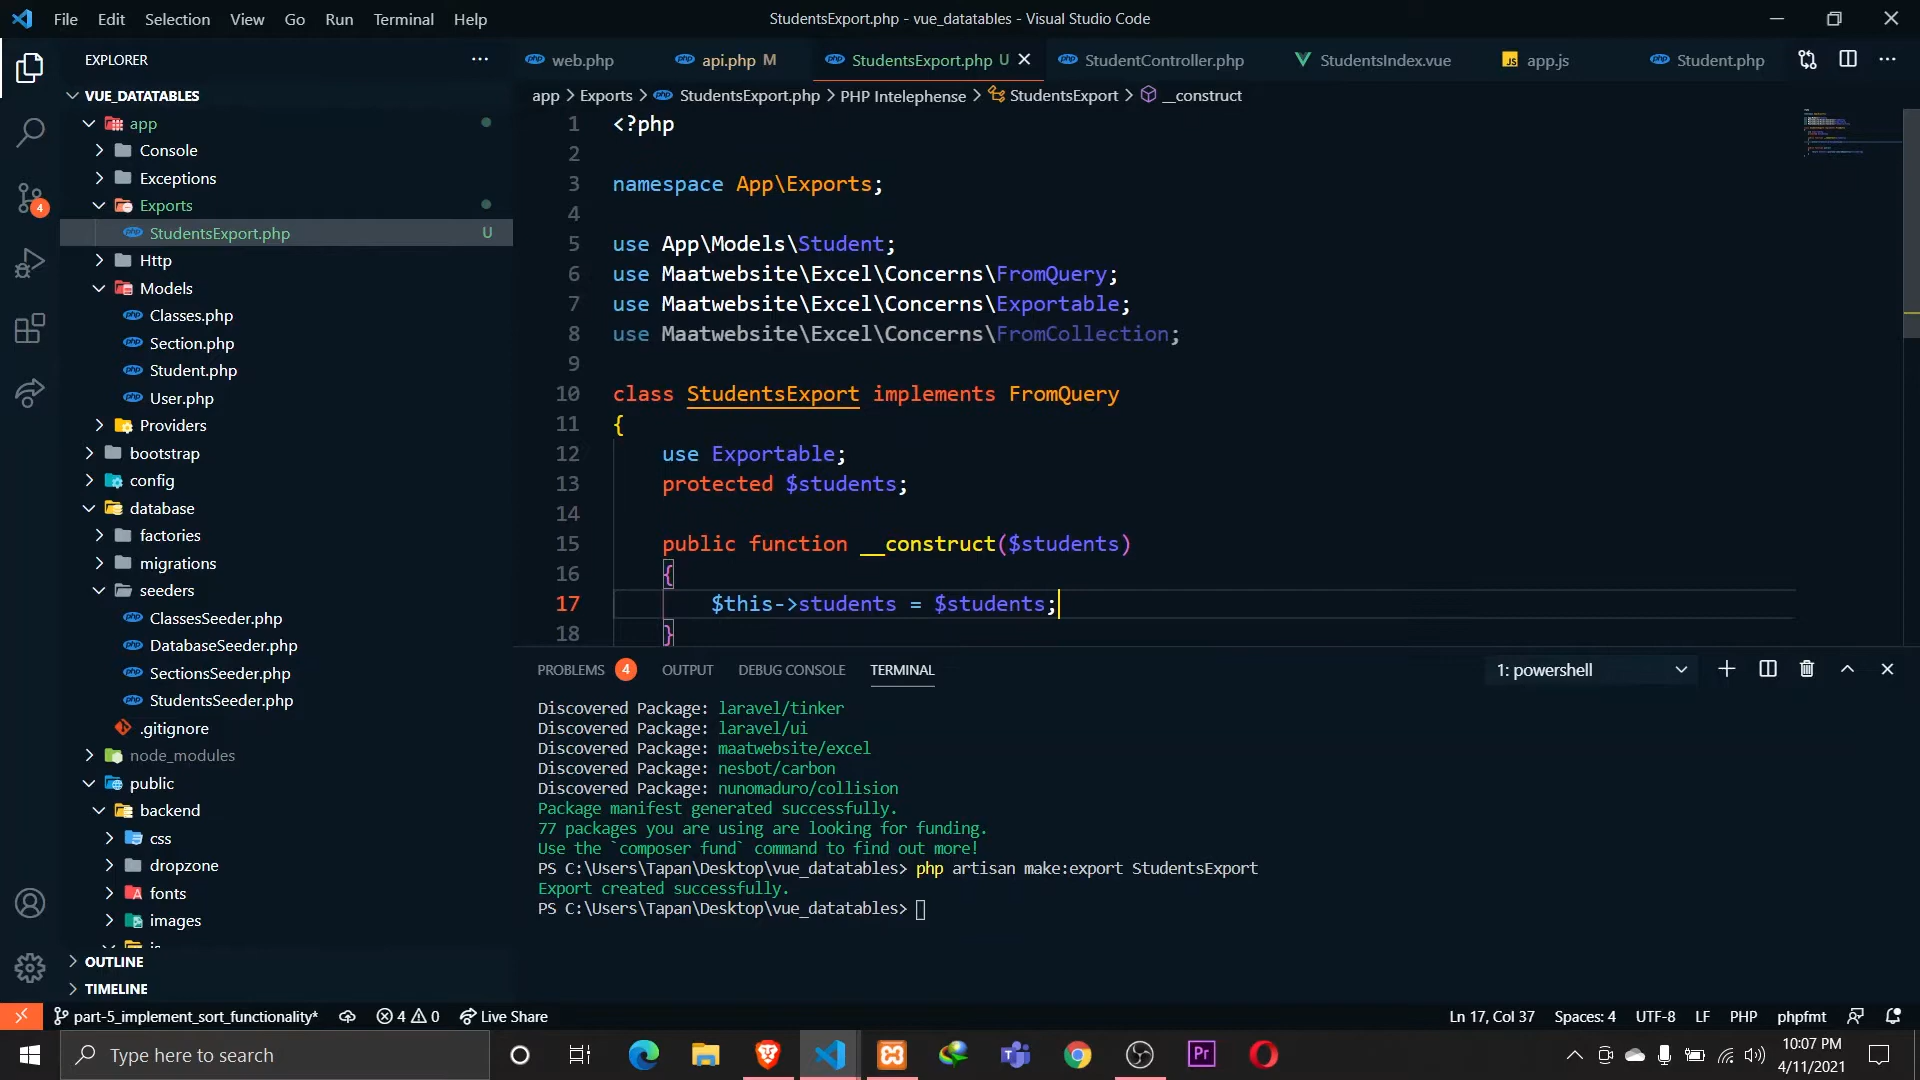 File Edit Selection View Go Run Terminal Help
StudentsExport.php - vue_datatables - Visual Studio Code
EXPLORER
VUE_DATATABLES
app
Console
Exceptions
Exports
StudentsExport.php U
Http
Models
Classes.php
Section.php
Student.php
User.php
Providers
bootstrap
config
database
factories
migrations
seeders
ClassesSeeder.php
DatabaseSeeder.php
SectionsSeeder.php
StudentsSeeder.php
.gitignore
node_modules
public
backend
css
dropzone
fonts
images
OUTLINE
TIMELINE
4
web.php
api.php M
StudentsExport.php U
StudentController.php
StudentsIndex.vue
app.js
Student.php
app > Exports > StudentsExport.php > PHP Intelephense > StudentsExport > __construct
1 <?php
2
3 namespace App\Exports;
4
5 use App\Models\Student;
6 use Maatwebsite\Excel\Concerns\FromQuery;
7 use Maatwebsite\Excel\Concerns\Exportable;
8 use Maatwebsite\Excel\Concerns\FromCollection;
9
10 class StudentsExport implements FromQuery
11 {
12 use Exportable;
13 protected $students;
14
15 public function __construct($students)
16 {
17 $this->students = $students;
18 }
PROBLEMS 4 OUTPUT DEBUG CONSOLE TERMINAL
1: powershell
Discovered Package: laravel/tinker
Discovered Package: laravel/ui
Discovered Package: maatwebsite/excel
Discovered Package: nesbot/carbon
Discovered Package: nunomaduro/collision
Package manifest generated successfully.
77 packages you are using are looking for funding.
Use the `composer fund` command to find out more!
PS C:\Users\Tapan\Desktop\vue_datatables> php artisan make:export StudentsExport
Export created successfully.
PS C:\Users\Tapan\Desktop\vue_datatables>
part-5_implement_sort_functionality* 4 0 Live Share
Ln 17, Col 37 Spaces: 4 UTF-8 LF PHP phpfmt
Type here to search
10:07 PM
4/11/2021